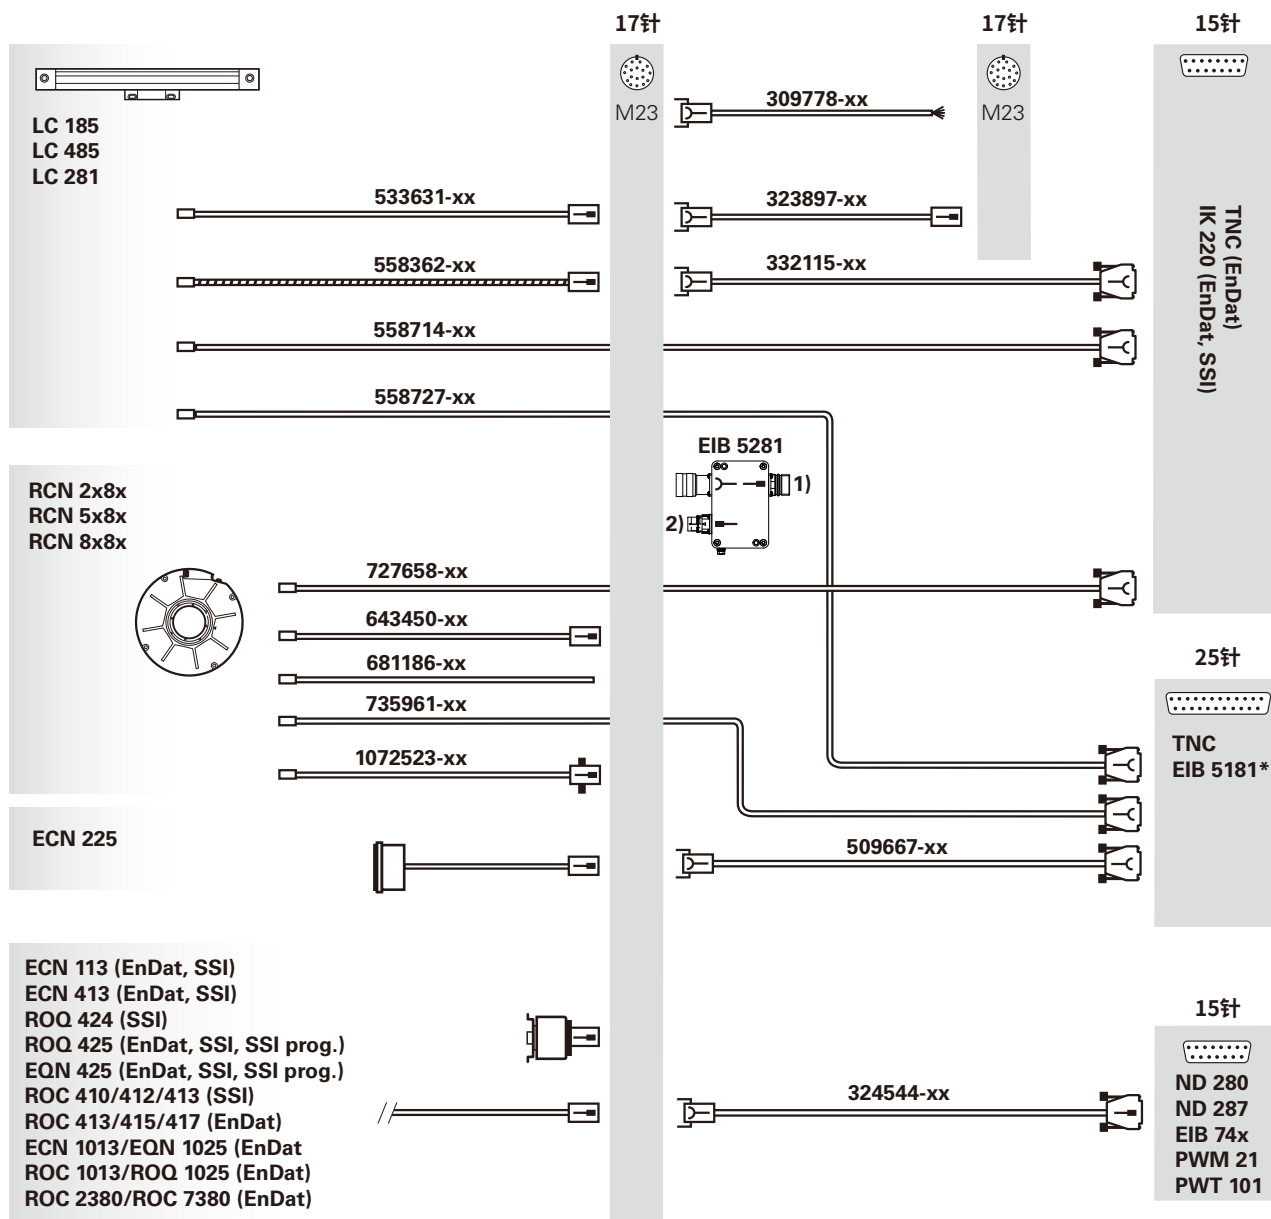 17针
17针
15针
M23
M23
LC 185
LC 485
LC 281
309778-xx
533631-xx
323897-xx
558362-xx
332115-xx
558714-xx
558727-xx
TNC (EnDat)
IK 220 (EnDat, SSI)
EIB 5281
1)
2)
RCN 2x8x
RCN 5x8x
RCN 8x8x
727658-xx
643450-xx
681186-xx
735961-xx
1072523-xx
25针
TNC
EIB 5181*
ECN 225
509667-xx
ECN 113 (EnDat, SSI)
ECN 413 (EnDat, SSI)
ROQ 424 (SSI)
ROQ 425 (EnDat, SSI, SSI prog.)
EQN 425 (EnDat, SSI, SSI prog.)
ROC 410/412/413 (SSI)
ROC 413/415/417 (EnDat)
ECN 1013/EQN 1025 (EnDat
ROC 1013/ROQ 1025 (EnDat)
ROC 2380/ROC 7380 (EnDat)
324544-xx
15针
ND 280
ND 287
EIB 74x
PWM 21
PWT 101